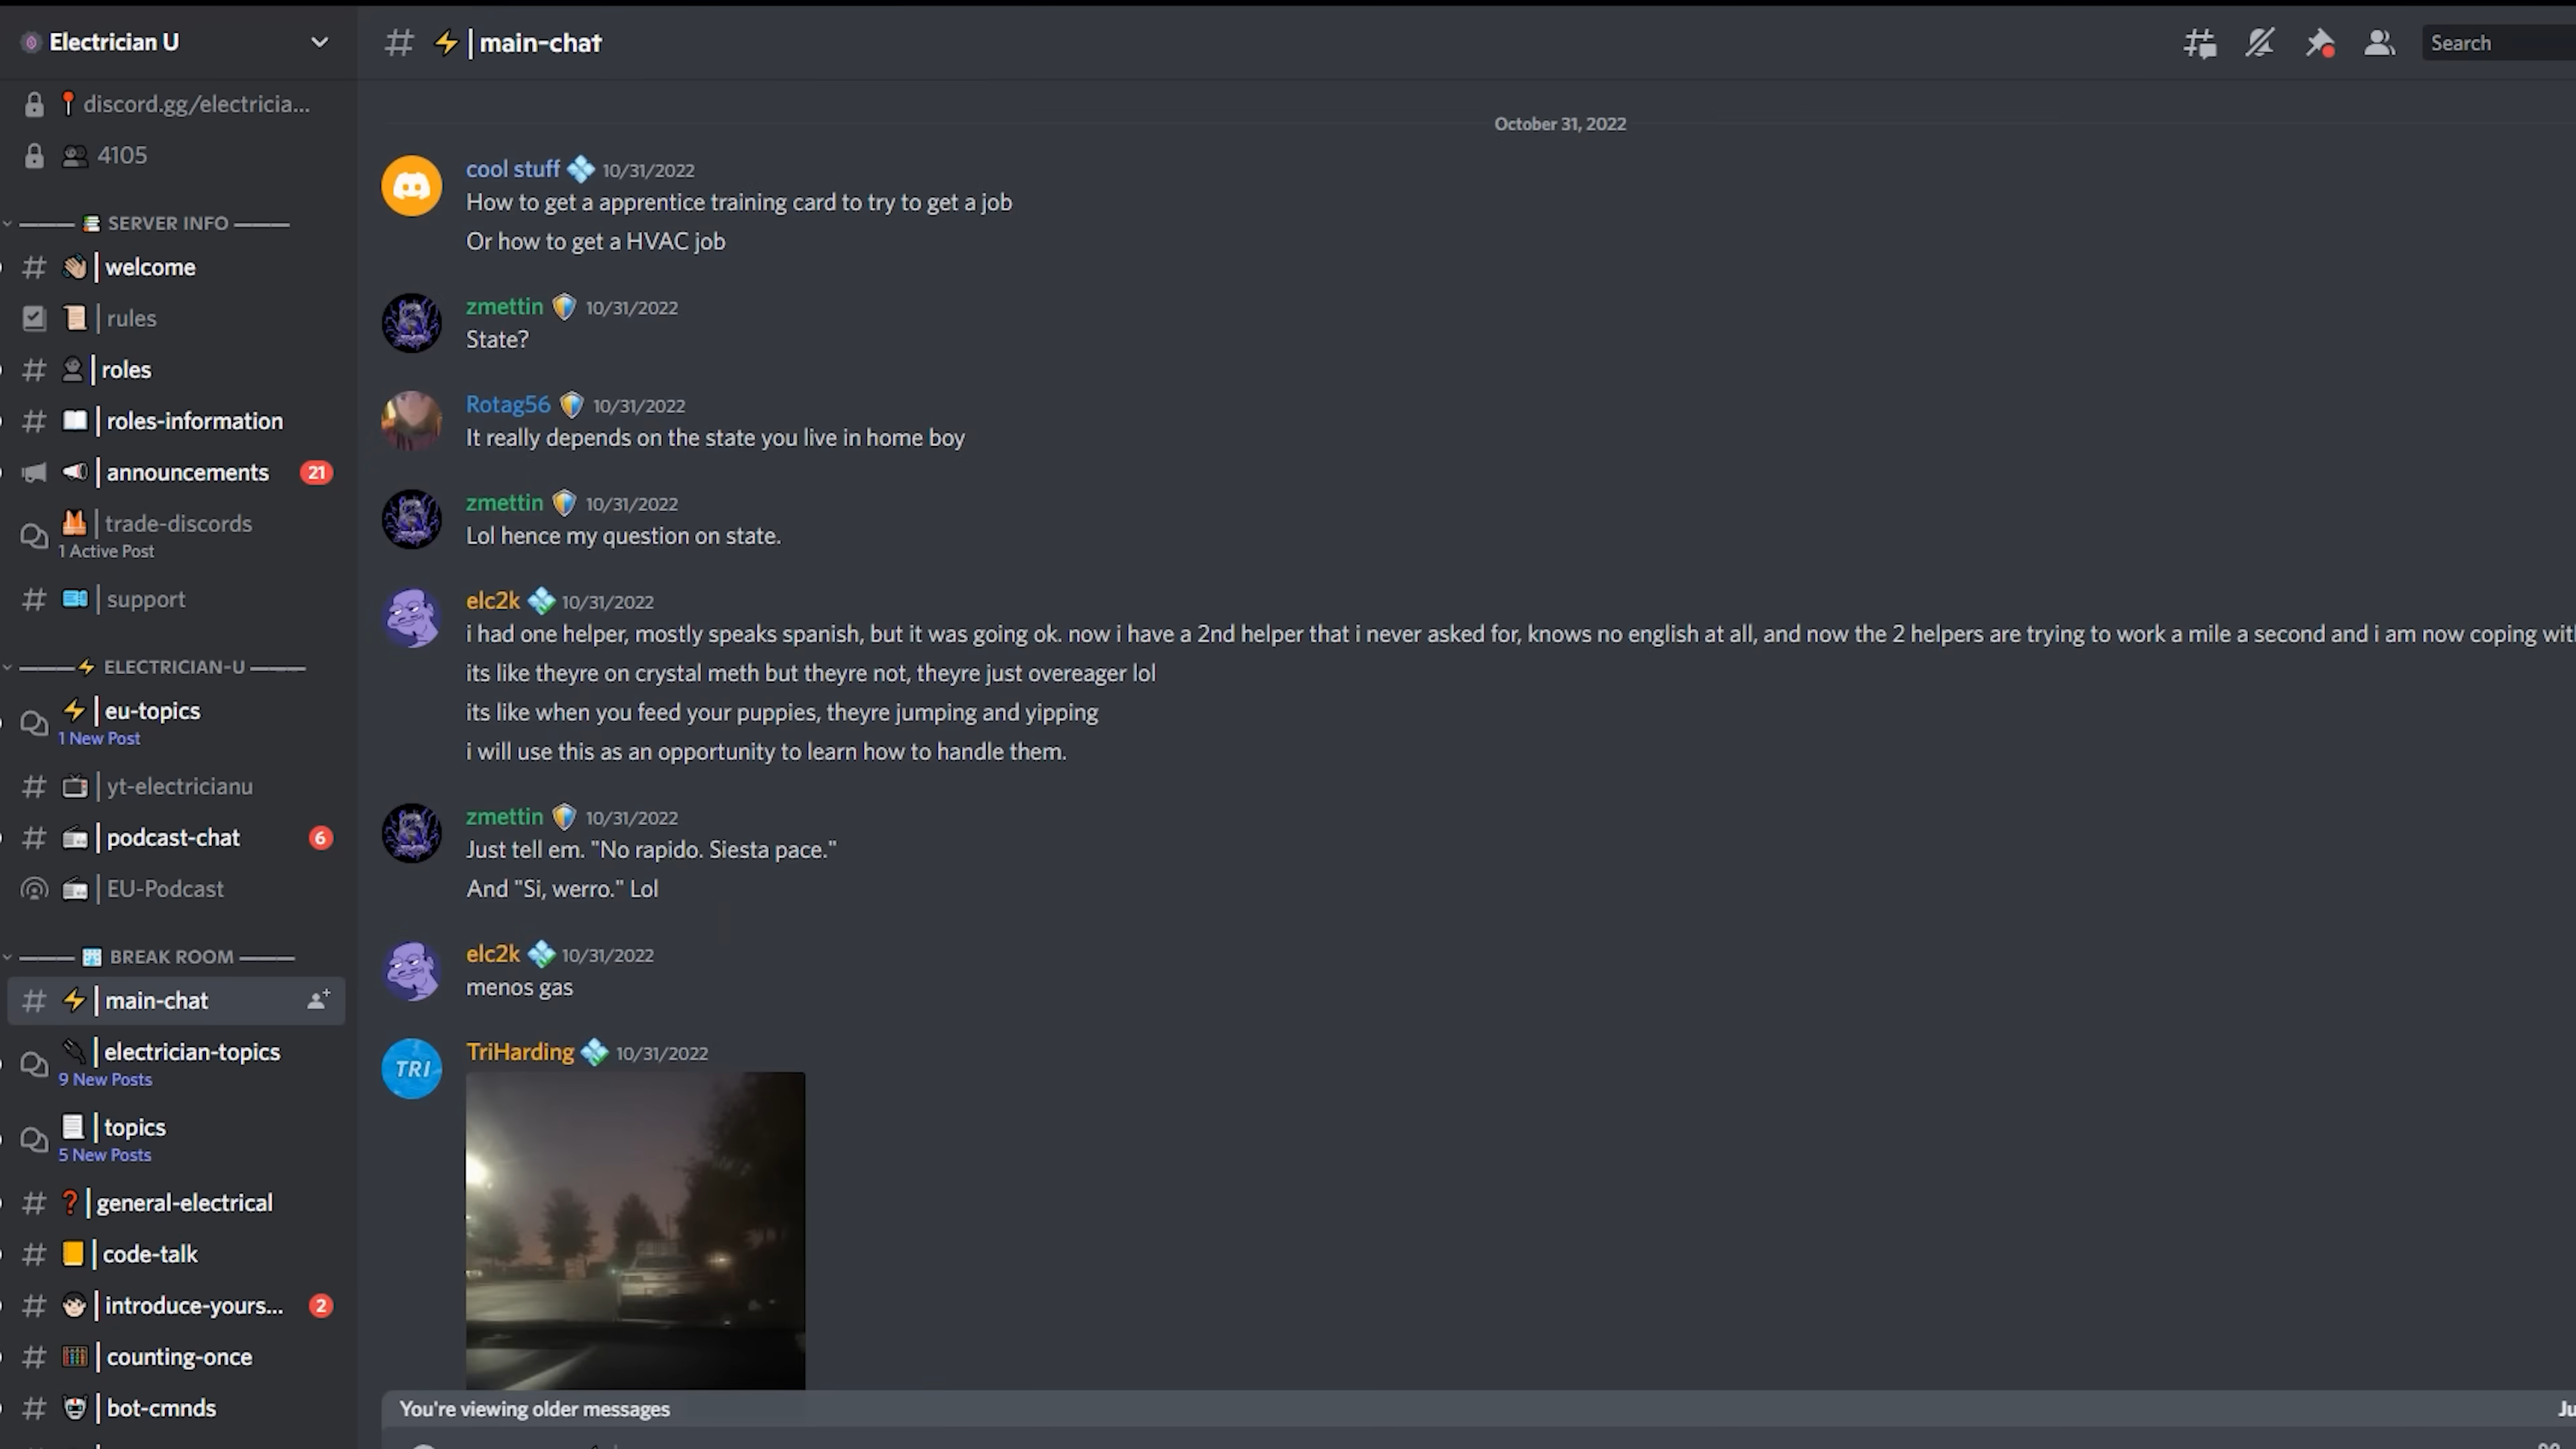 Electrician U
discord.gg/electricia...
4105
SERVER INFO
welcome
rules
roles
roles-information
announcements 21
trade-discords
1 Active Post
support
ELECTRICIAN-U
eu-topics
1 New Post
yt-electricianu
podcast-chat 6
EU-Podcast
BREAK ROOM
# | main-chat
electrician-topics
9 New Posts
topics
5 New Posts
# ❓ | general-electrical
# | code-talk
# | introduce-yours... 2
# | counting-once
# | bot-cmnds
# ⚡ | main-chat
Search
October 31, 2022
cool stuff 10/31/2022
How to get a apprentice training card to try to get a job
Or how to get a HVAC job
zmettin 10/31/2022
State?
Rotag56 10/31/2022
It really depends on the state you live in home boy
zmettin 10/31/2022
Lol hence my question on state.
elc2k 10/31/2022
i had one helper, mostly speaks spanish, but it was going ok. now i have a 2nd helper that i never asked for, knows no english at all, and now the 2 helpers are trying to work a mile a second and i am now coping wit
its like theyre on crystal meth but theyre not, theyre just overeager lol
its like when you feed your puppies, theyre jumping and yipping
i will use this as an opportunity to learn how to handle them.
zmettin 10/31/2022
Just tell em. "No rapido. Siesta pace."
And "Si, werro." Lol
elc2k 10/31/2022
menos gas
TRI
TriHarding 10/31/2022
You're viewing older messages
Ju